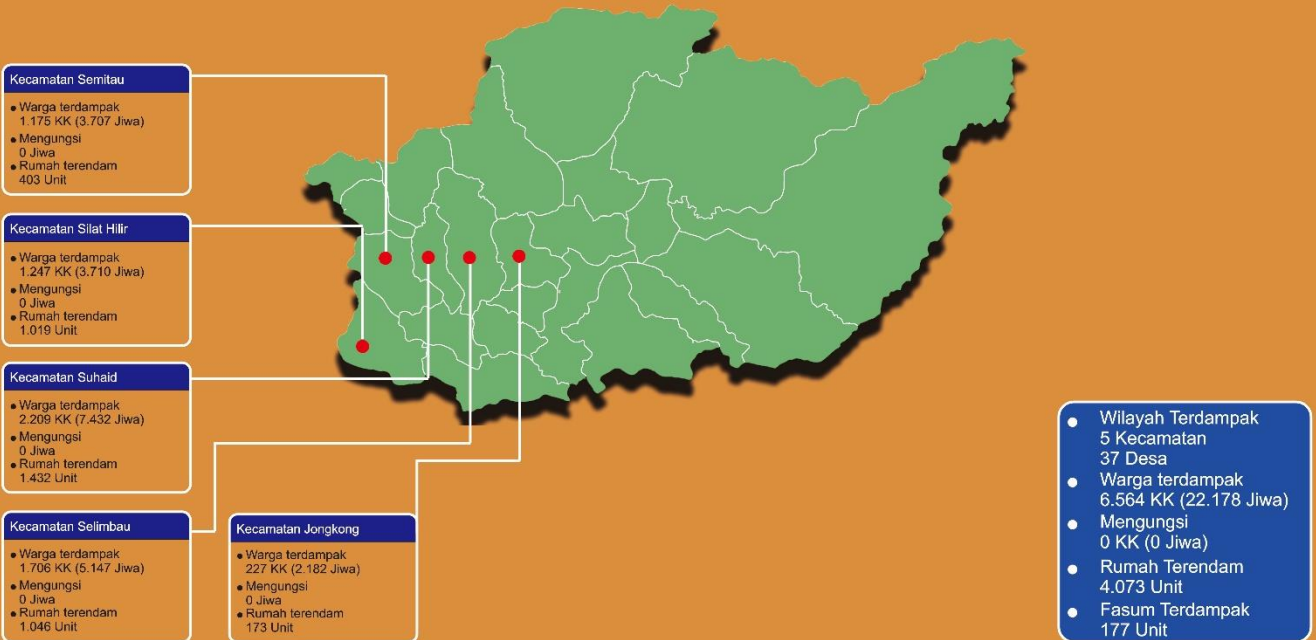 Kecamatan Semitau
• Warga terdampak
1.175 KK (3.707 Jiwa)
• Mengungsi
0 Jiwa
• Rumah terendam
403 Unit
Kecamatan Silat Hilir
• Warga terdampak
1.247 KK (3.710 Jiwa)
• Mengungsi
0 Jiwa
• Rumah terendam
1.019 Unit
Kecamatan Suhaid
• Warga terdampak
2.209 KK (7.432 Jiwa)
• Mengungsi
0 Jiwa
• Rumah terendam
1.432 Unit
Kecamatan Selimbau
• Warga terdampak
1.706 KK (5.147 Jiwa)
• Mengungsi
0 Jiwa
• Rumah terendam
1.046 Unit
Kecamatan Jongkong
• Warga terdampak
227 KK (2.182 Jiwa)
• Mengungsi
0 Jiwa
• Rumah terendam
173 Unit
• Wilayah Terdampak
5 Kecamatan
37 Desa
• Warga terdampak
6.564 KK (22.178 Jiwa)
• Mengungsi
0 KK (0 Jiwa)
• Rumah Terendam
4.073 Unit
• Fasum Terdampak
177 Unit